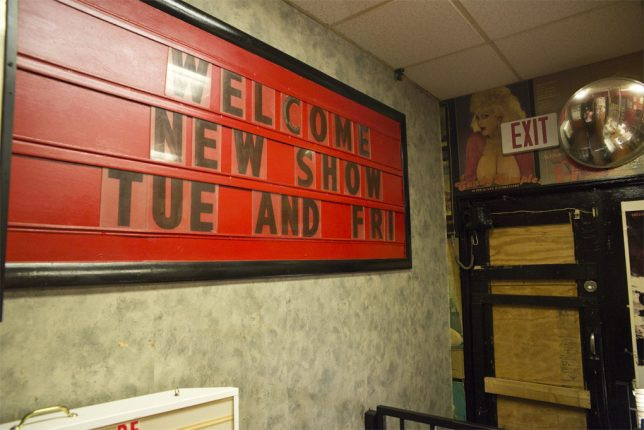 WELCOME
NEW SHOW
TUE AND FRI
EXIT